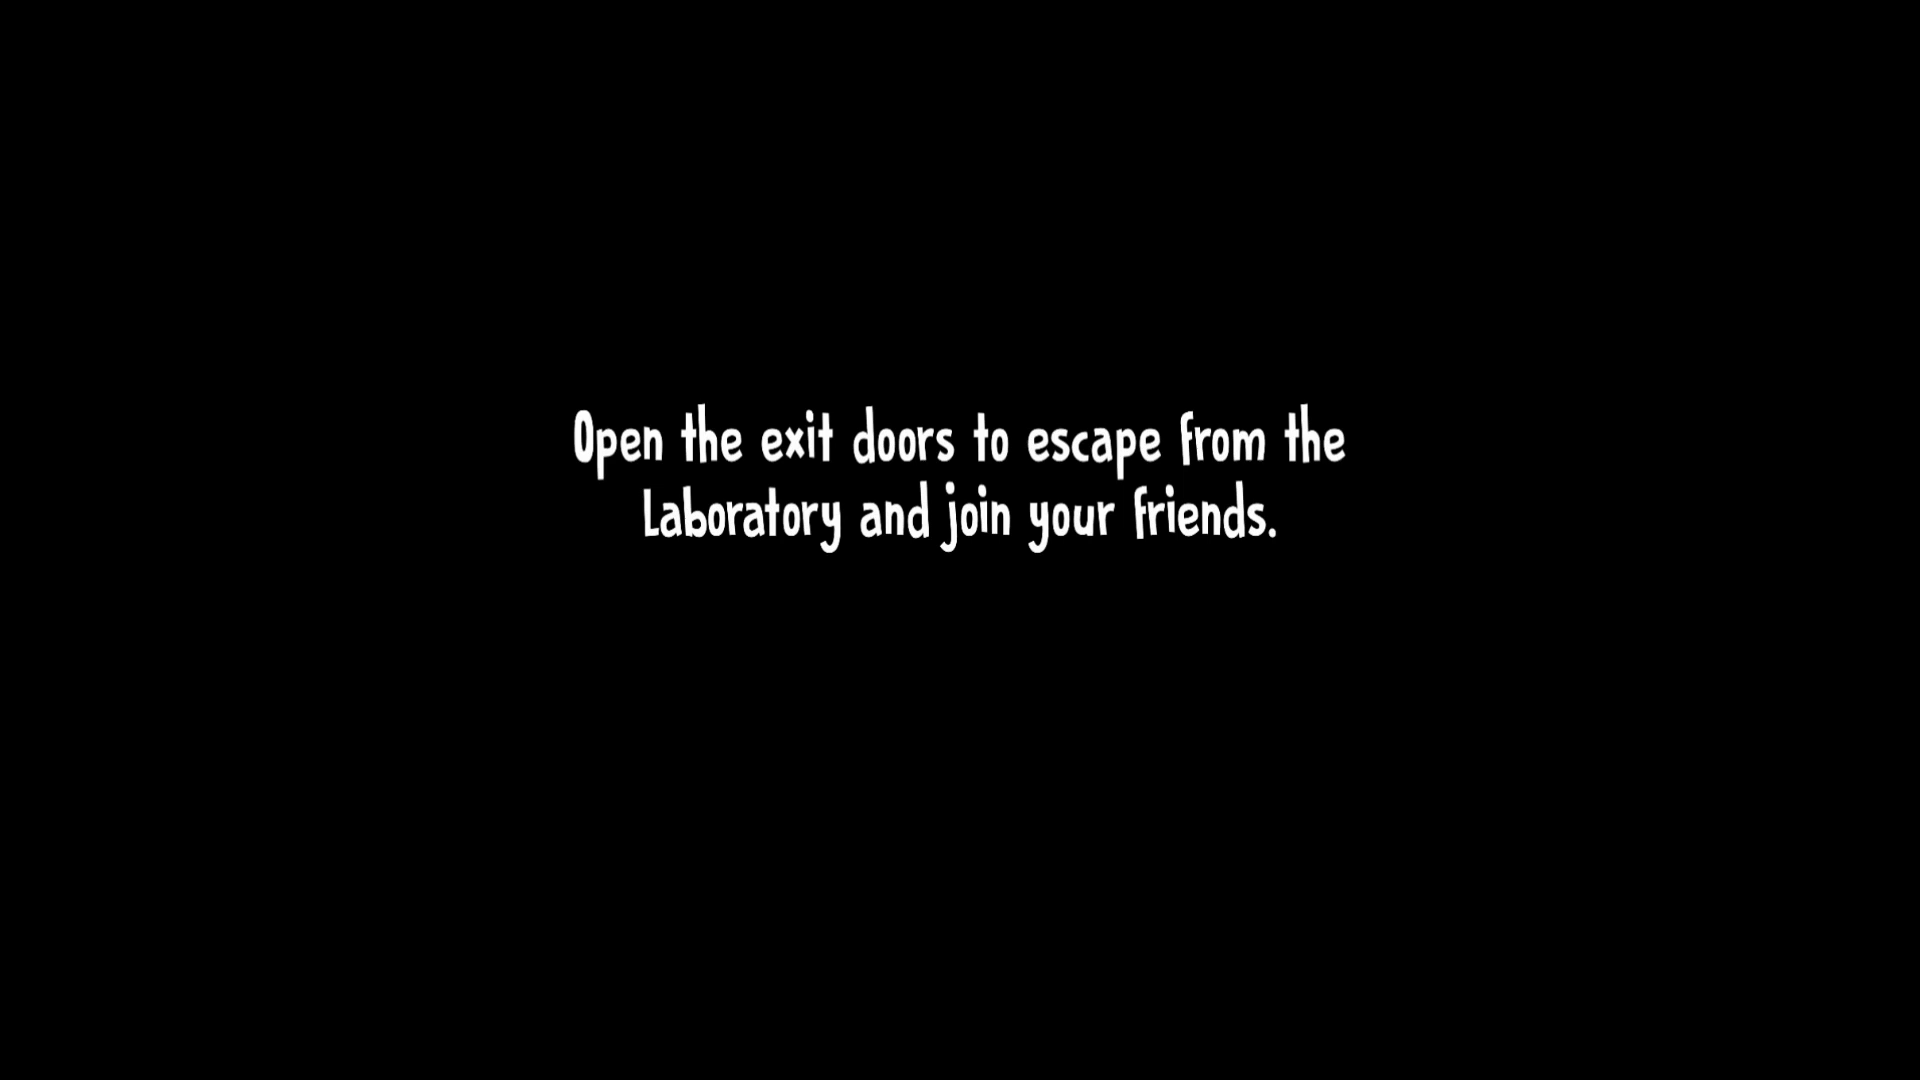 Open the exit doors to escape from the
Laboratory and join your friends.